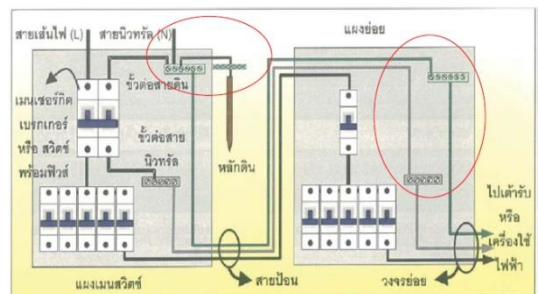 สายเส้นไฟ (L)
สายนิวทรัล (N)
แผงย่อย
เมนเซอร์กิต
เบรกเกอร์
หรือ สวิตช์
พร้อมฟิวส์
ขั้วต่อสายดิน
ขั้วต่อสาย
นิวทรัล
หลักดิน
ไปเต้ารับ
หรือ
เครื่องใช้
ไฟฟ้า
แผงเมนสวิตช์
สายป้อน
วงจรย่อย